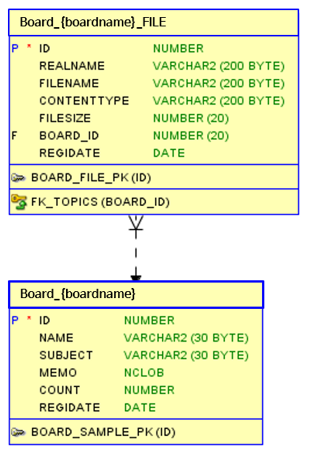 Board_{boardname}_FILE
P * ID NUMBER
REALNAME VARCHAR2 (200 BYTE)
FILENAME VARCHAR2 (200 BYTE)
CONTENTTYPE VARCHAR2 (200 BYTE)
FILESIZE NUMBER (20)
F BOARD_ID NUMBER (20)
REGIDATE DATE
BOARD_FILE_PK (ID)
FK_TOPICS (BOARD_ID)
Board_{boardname}
P * ID NUMBER
NAME VARCHAR2 (30 BYTE)
SUBJECT VARCHAR2 (30 BYTE)
MEMO NCLOB
COUNT NUMBER
REGIDATE DATE
BOARD_SAMPLE_PK (ID)